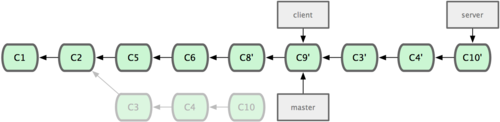 client
server
C1 C2 C5 C6 C8' C9' C3' C4' C10'
C3 C4 C10
master